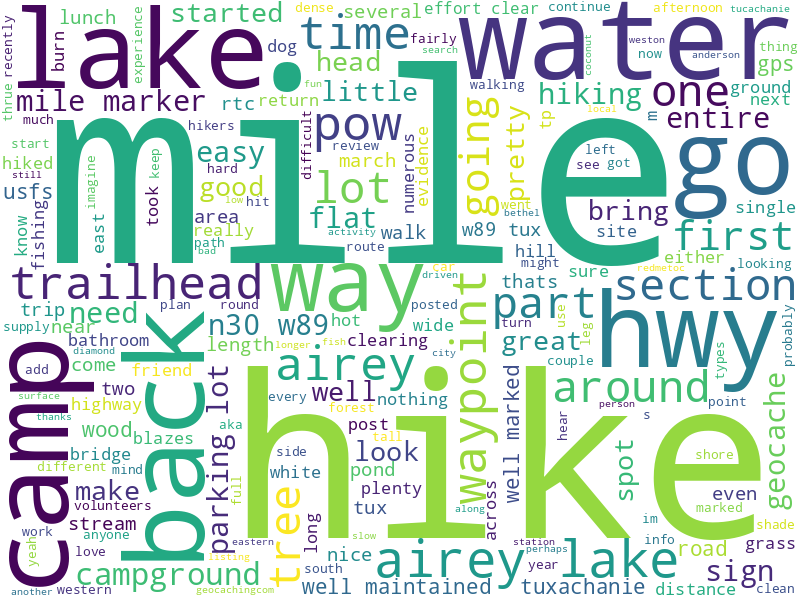 dense
started
effort clear
continue
afternoon
tucachanie
lake
lunch
several
time
water
weston
anderson
thrue
recently
burn
experience
dog
head
fairly
search
coconut
now
thing
gps
mile marker
rtc
return
little
fun
walking
hiking
one
ground
next
much
hikers
pow
going
pretty
tp
m
entire
start
still
hiked
imagine
easy
review
march
difficult
numerous
evidence
local
left
see
got
usfs
took
keep
hard
low
hit
good
lot
mile
go
know
fishing
east
area
really
path
bad
flat
activity
route
walk
went
bethel
w89
tux
hill
might
bring
site
single
first
looking
trailhead
way
car
driven
thats
sure
redmetoc
either
section
trip
need
plan
round
hot
posted
turn
waypoint
part
leg
use
hwy
probably
supply
near
bathroom
n30 w89
wide
clearing
great
couple
camp
diamond
come
back
length
longer
fish
city
types
point
add
two
friend
airey
every
well
nothing
around
surface
highway
parking lot
forest
person
s
thanks
wood
blazes
aka
post
tall
well marked
hear
spot
geocache
different
bridge
mind
side
look
shore
make
white
pond
plenty
even
volunteers
tree
full
tux
across
im
marked
shade
stream
long
hike
along
info
road
grass
yeah
work
anyone
love
eastern
slow
station
perhaps
nice
year
airey lake
sign
campground
listing
south
well maintained
tuxachanie
distance
clean
another
western
geocachingcom